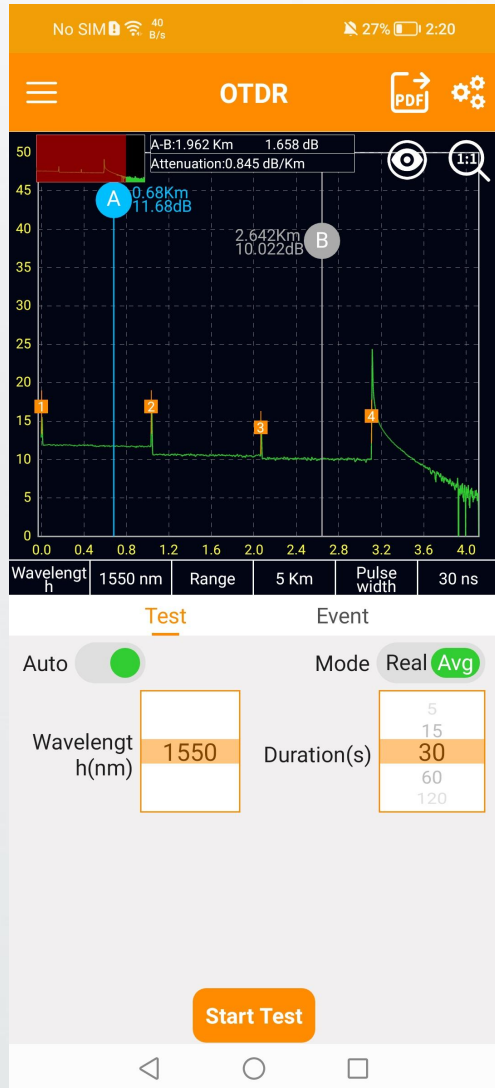 No SIM 40 B/s 27% 2:20
OTDR PDF
A-B:1.962 Km 1.658 dB
Attenuation:0.845 dB/Km
1:1
50
45
40
35
30
25
20
15
10
5
0
A 0.68Km
11.68dB
2.642Km B
10.022dB
1 2 3 4
0.0 0.4 0.8 1.2 1.6 2.0 2.4 2.8 3.2 3.6 4.0
Wavelengt
h 1550 nm Range 5 Km Pulse
width 30 ns
Test Event
Auto Mode Real Avg
Wavelengt
h(nm) 1550 Duration(s)
5
15
30
60
120
Start Test